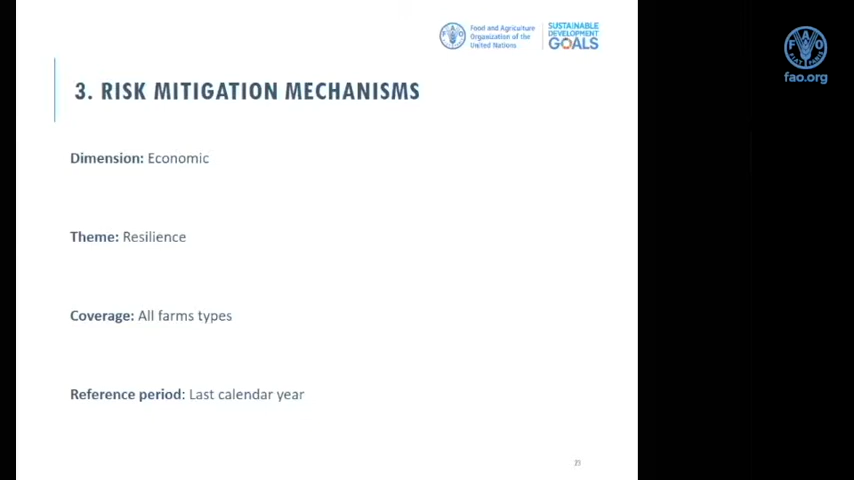 Food and Agriculture
Organization of the
United Nations
SUSTAINABLE
DEVELOPMENT
GOALS
fao.org
3. RISK MITIGATION MECHANISMS
Dimension: Economic
Theme: Resilience
Coverage: All farms types
Reference period: Last calendar year